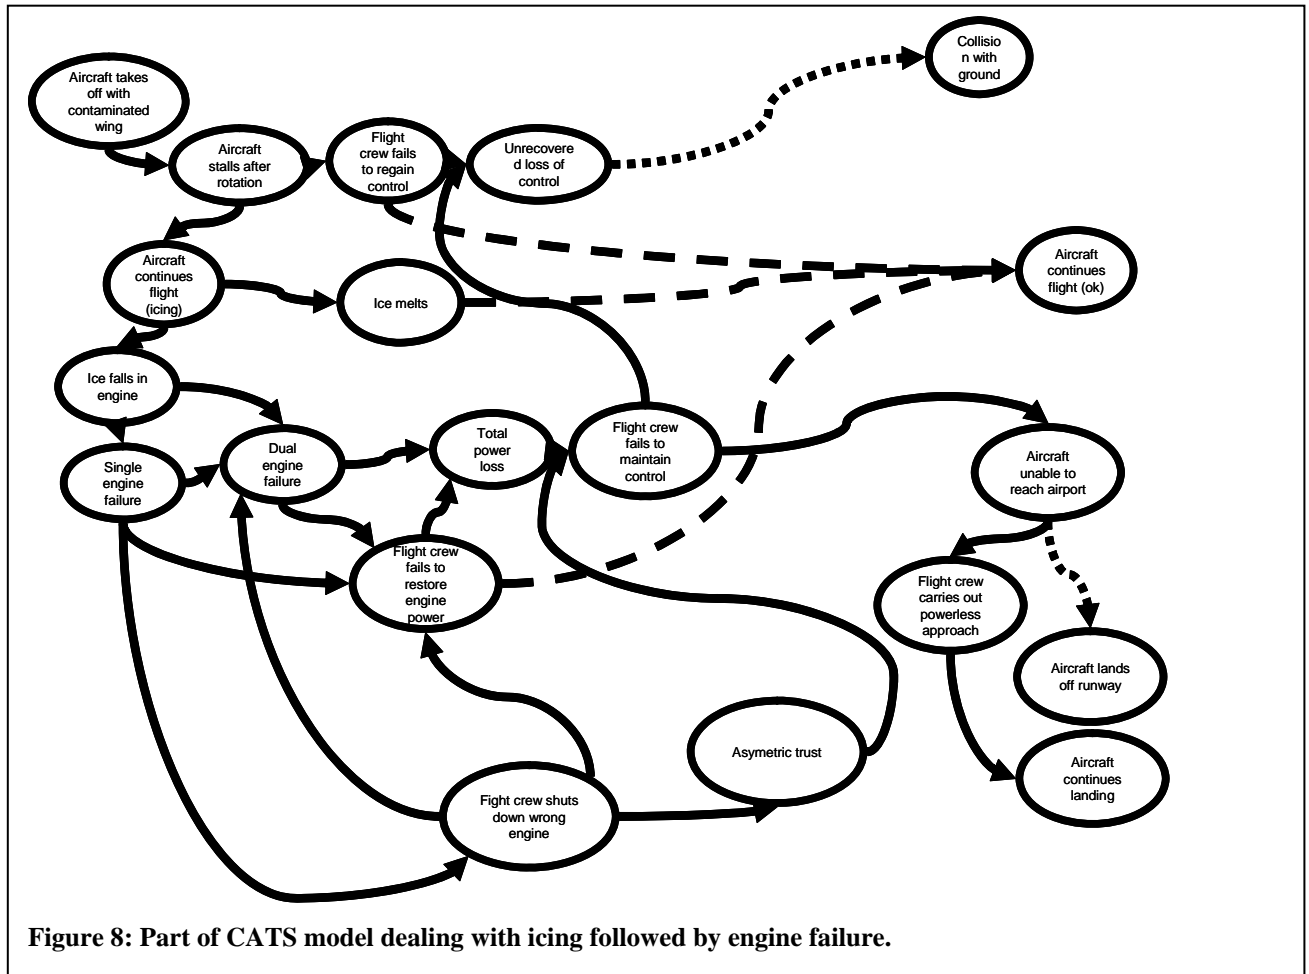 Collisio
n with
ground
Aircraft takes
off with
contaminated
wing
Aircraft
stalls after
rotation
Flight
crew fails
to regain
control
Unrecovere
d loss of
control
Aircraft
continues
flight
(icing)
Ice melts
Aircraft
continues
flight (ok)
Ice falls in
engine
Single
engine
failure
Dual
engine
failure
Total
power
loss
Flight crew
fails to
maintain
control
Aircraft
unable to
reach airport
Flight crew
fails to
restore
engine
power
Flight crew
carries out
powerless
approach
Aircraft lands
off runway
Asymetric trust
Aircraft
continues
landing
Fight crew shuts
down wrong
engine
Figure 8: Part of CATS model dealing with icing followed by engine failure.